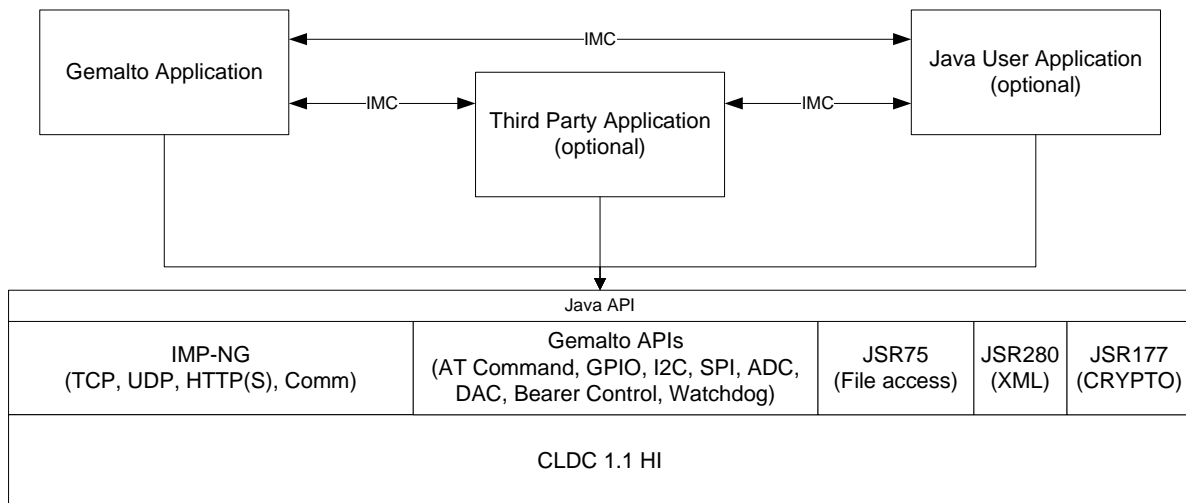 IMC
Gemalto Application
Java User Application
(optional)
IMC
IMC
Third Party Application
(optional)
Java API
IMP-NG
(TCP, UDP, HTTP(S), Comm)
Gemalto APIs
(AT Command, GPIO, I2C, SPI, ADC,
DAC, Bearer Control, Watchdog)
JSR75
(File access)
JSR280
(XML)
JSR177
(CRYPTO)
CLDC 1.1 HI